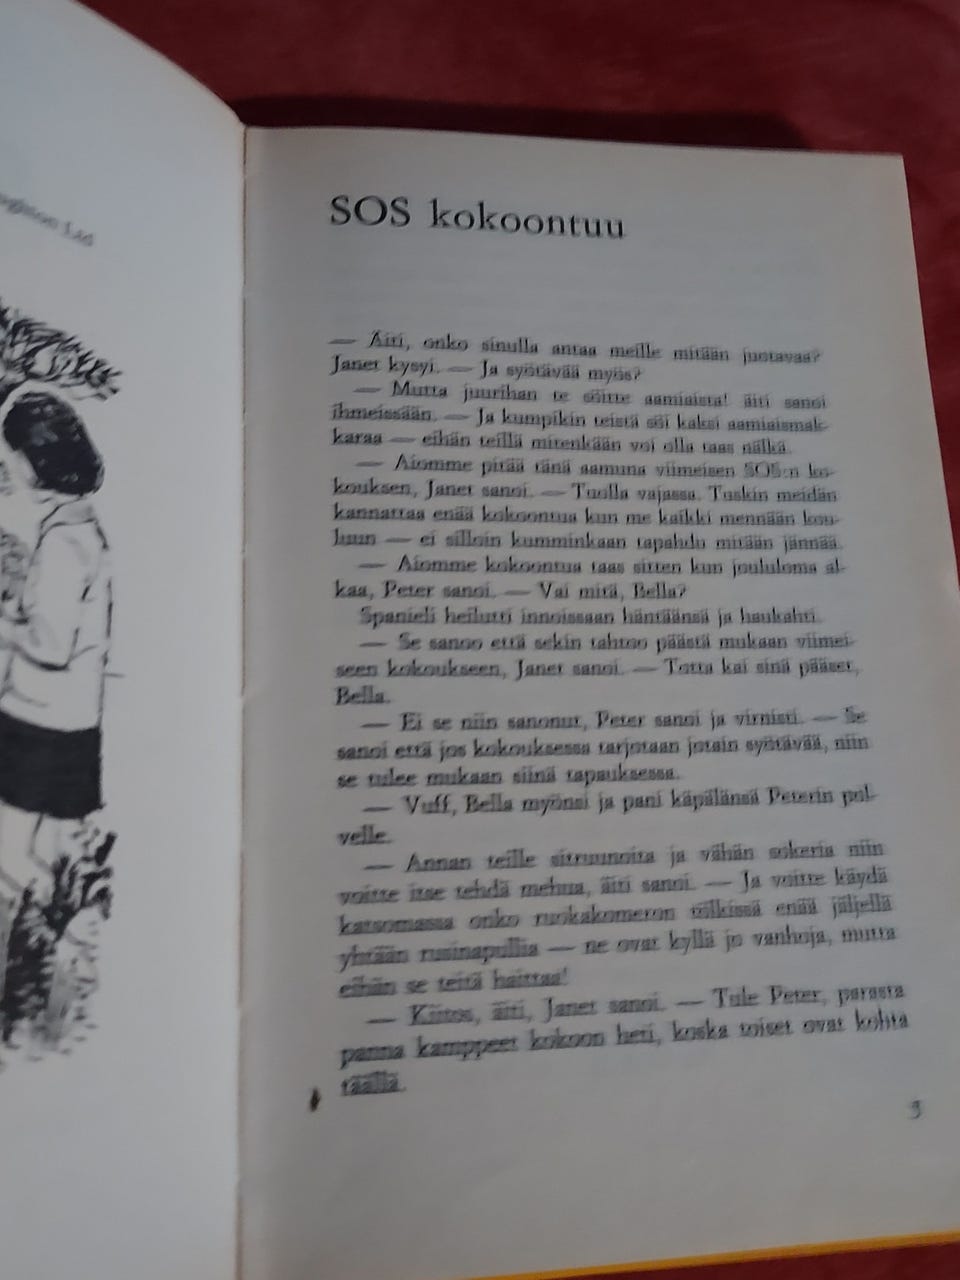 Ltd
SOS kokoontuu
— Äiti, onko sinulla antaa meille mitään juotavaa?
Janet kysyi. — Ja syötävää myös?
— Mutta juurihan te söitte aamiaista! äiti sanoi
ihmeissään. — Ja kumpikin teistä söi kaksi aamiaismak-
karaa — eihän teillä mitenkään voi olla taas nälkä.
— Aiomme pitää tänä aamuna viimeisen SOS:n ko-
kouksen, Janet sanoi. — Tuolla vajassa. Tuskin meidän
kannattaa enää kokoontua kun me kaikki mennään kou-
luun — ei silloin kumminkaan tapahdu mitään jännää.
— Aiomme kokoontua taas sitten kun joululoma al-
kaa, Peter sanoi. — Vai mitä, Bella?
Spanieli heilutti innoissaan häntäänsä ja haukahti.
— Se sanoo että sekin tahtoo päästä mukaan viimei-
seen kokoukseen, Janet sanoi. — Totta kai sinä pääset,
Bella.
— Ei se niin sanonut, Peter sanoi ja virnisti. — Se
sanoi että jos kokouksessa tarjotaan jotain syötävää, niin
se tulee mukaan siinä tapauksessa.
— Vuff, Bella myönsi ja pani käpälänsä Peterin pol-
velle.
— Annan teille sitruunoita ja vähän sokeria niin
voitte itse tehdä mehua, äiti sanoi. — Ja voitte käydä
katsomassa onko ruokakomeron tölkissä enää jäljellä
yhtään rusinapullia — ne ovat kyllä jo vanhoja, mutta
eihän se teitä haittaa!
— Kiitos, äiti, Janet sanoi. — Tule Peter, parasta
panna kamppeet kokoon heti, koska toiset ovat kohta
täällä.